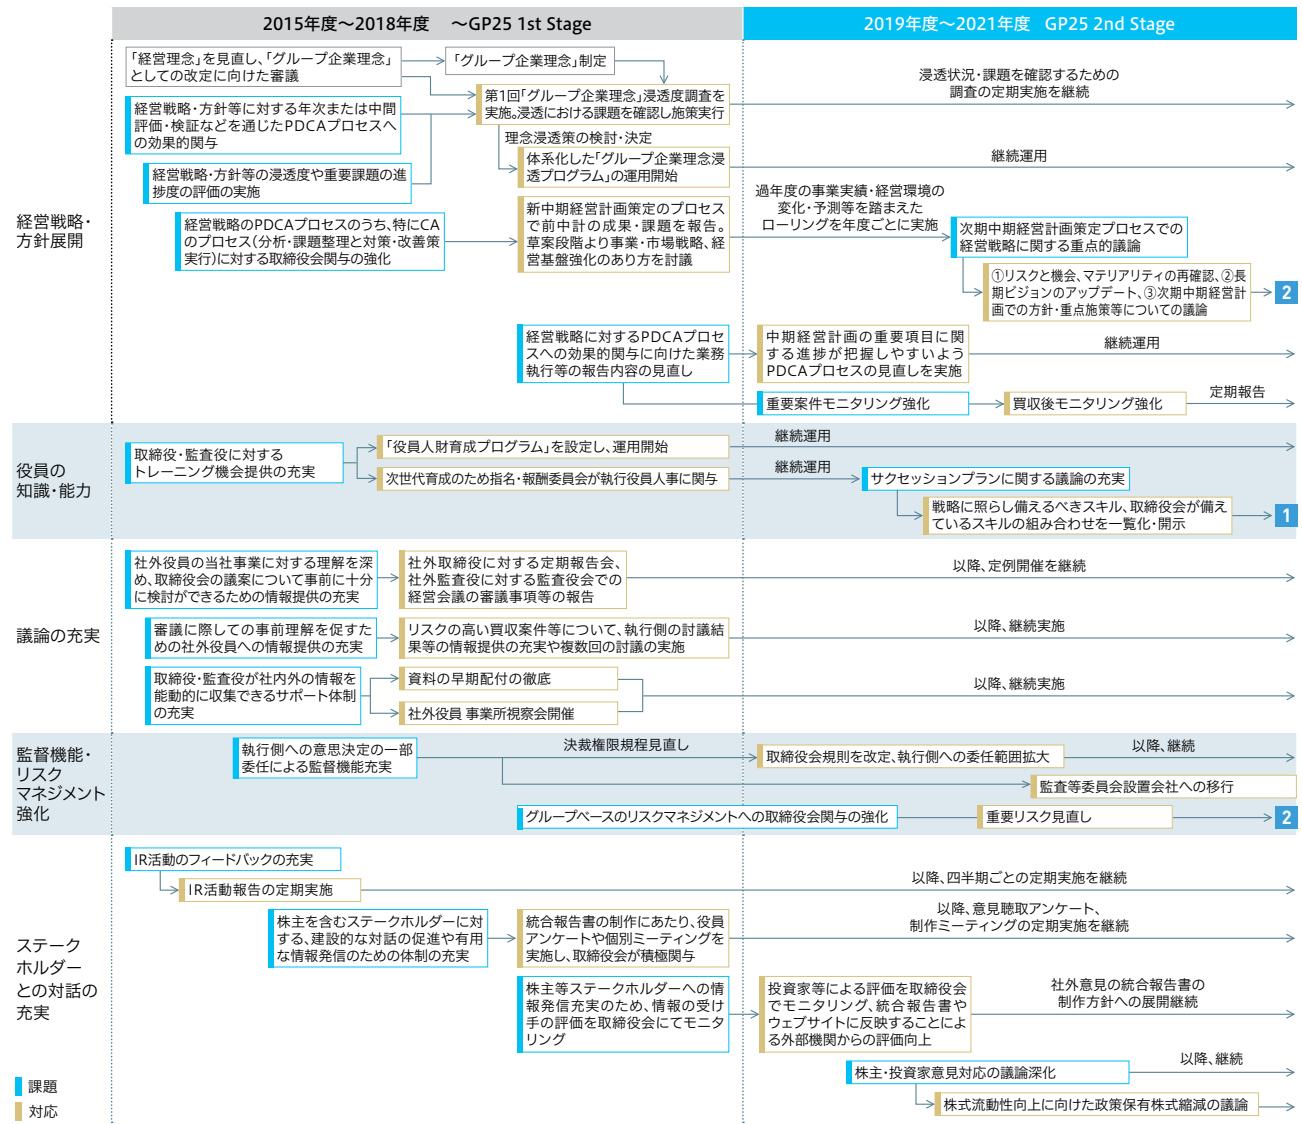 2015年度～2018年度　～GP25 1st Stage
2019年度～2021年度　GP25 2nd Stage
経営戦略・
方針展開
「経営理念」を見直し、「グループ企業理念」
としての改定に向けた審議
「グループ企業理念」制定
経営戦略・方針等に対する年次または中間
評価・検証などを通じたPDCAプロセスへ
の効果的関与
第1回「グループ企業理念」浸透度調査を
実施。浸透における課題を確認し施策実行
浸透状況・課題を確認するための
調査の定期実施を継続
理念浸透策の検討・決定
経営戦略・方針等の浸透度や重要課題の進
捗度の評価の実施
体系化した「グループ企業理念浸
透プログラム」の運用開始
継続運用
経営戦略のPDCAプロセスのうち、特にCA
のプロセス（分析・課題整理と対策・改善策
実行）に対する取締役会関与の強化
新中期経営計画策定のプロセス
で前中計の成果・課題を報告。
草案段階より事業・市場戦略、経
営基盤強化のあり方を討議
過年度の事業実績・経営環境の
変化・予測等を踏まえた
ローリングを年度ごとに実施
次期中期経営計画策定プロセスでの
経営戦略に関する重点的議論
①リスクと機会、マテリアリティの再確認、②長
期ビジョンのアップデート、③次期中期経営計
画での方針・重点施策等についての議論
2
経営戦略に対するPDCAプロセ
スへの効果的関与に向けた業務
執行等の報告内容の見直し
中期経営計画の重要項目に関
する進捗が把握しやすいよう
PDCAプロセスの見直しを実施
継続運用
重要案件モニタリング強化
買収後モニタリング強化
定期報告
役員の
知識・能力
取締役・監査役に対する
トレーニング機会提供の充実
「役員人財育成プログラム」を設定し、運用開始
継続運用
次世代育成のため指名・報酬委員会が執行役員人事に関与
継続運用
サクセッションプランに関する議論の充実
戦略に照らし備えるべきスキル、取締役会が備え
ているスキルの組み合わせを一覧化・開示
1
議論の充実
社外役員の当社事業に対する理解を深
め、取締役会の議案について事前に十分
に検討ができるための情報提供の充実
社外取締役に対する定期報告会、
社外監査役に対する監査役会での
経営会議の審議事項等の報告
以降、定例開催を継続
審議に際しての事前理解を促すた
めの社外役員への情報提供の充実
リスクの高い買収案件等について、執行側の討議結
果等の情報提供の充実や複数回の討議の実施
以降、継続実施
取締役・監査役が社内外の情報を
能動的に収集できるサポート体制
の充実
資料の早期配付の徹底
社外役員 事業所視察会開催
以降、継続実施
監督機能・
リスク
マネジメント
強化
執行側への意思決定の一部
委任による監督機能充実
決裁権限規程見直し
取締役会規則を改定、執行側への委任範囲拡大
以降、継続
監査等委員会設置会社への移行
グループベースのリスクマネジメントへの取締役会関与の強化
重要リスク見直し
2
ステーク
ホルダー
との対話の
充実
IR活動のフィードバックの充実
IR活動報告の定期実施
以降、四半期ごとの定期実施を継続
株主を含むステークホルダーに対
する、建設的な対話の促進や有用
な情報発信のための体制の充実
統合報告書の制作にあたり、役員
アンケートや個別ミーティングを
実施し、取締役会が積極関与
以降、意見聴取アンケート、
制作ミーティングの定期実施を継続
株主等ステークホルダーへの情
報発信充実のため、情報の受け
手の評価を取締役会にてモニタ
リング
投資家等による評価を取締役会
でモニタリング、統合報告書や
ウェブサイトに反映することによ
る外部機関からの評価向上
社外意見の統合報告書の
制作方針への展開継続
株主・投資家意見対応の議論深化
以降、継続
株式流動性向上に向けた政策保有株式縮減の議論
課題
対応